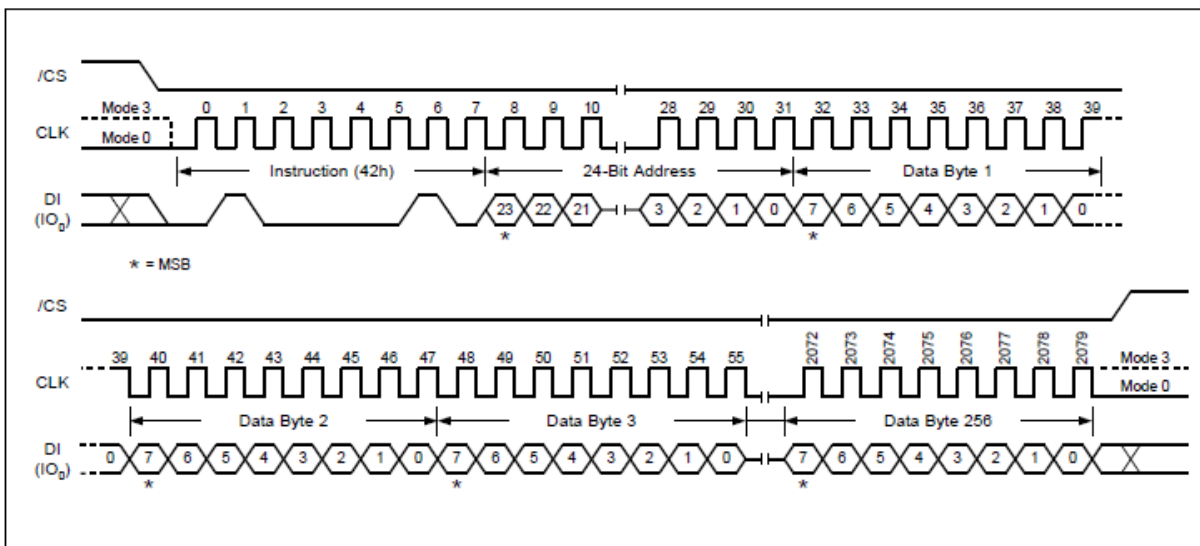 /CS
Mode 3 0 1 2 3 4 5 6 7 8 9 10 28 29 30 31 32 33 34 35 36 37 38 39
CLK Mode 0
Instruction (42h) 24-Bit Address Data Byte 1
DI
(IO0) 23 22 21 3 2 1 0 7 6 5 4 3 2 1 0
* *
* = MSB
/CS
39 40 41 42 43 44 45 46 47 48 49 50 51 52 53 54 55 2072 2073 2074 2075 2076 2077 2078 2079 Mode 3
CLK Mode 0
Data Byte 2 Data Byte 3 Data Byte 256
DI
(IO0) 0 7 6 5 4 3 2 1 0 7 6 5 4 3 2 1 0 7 6 5 4 3 2 1 0
* * *